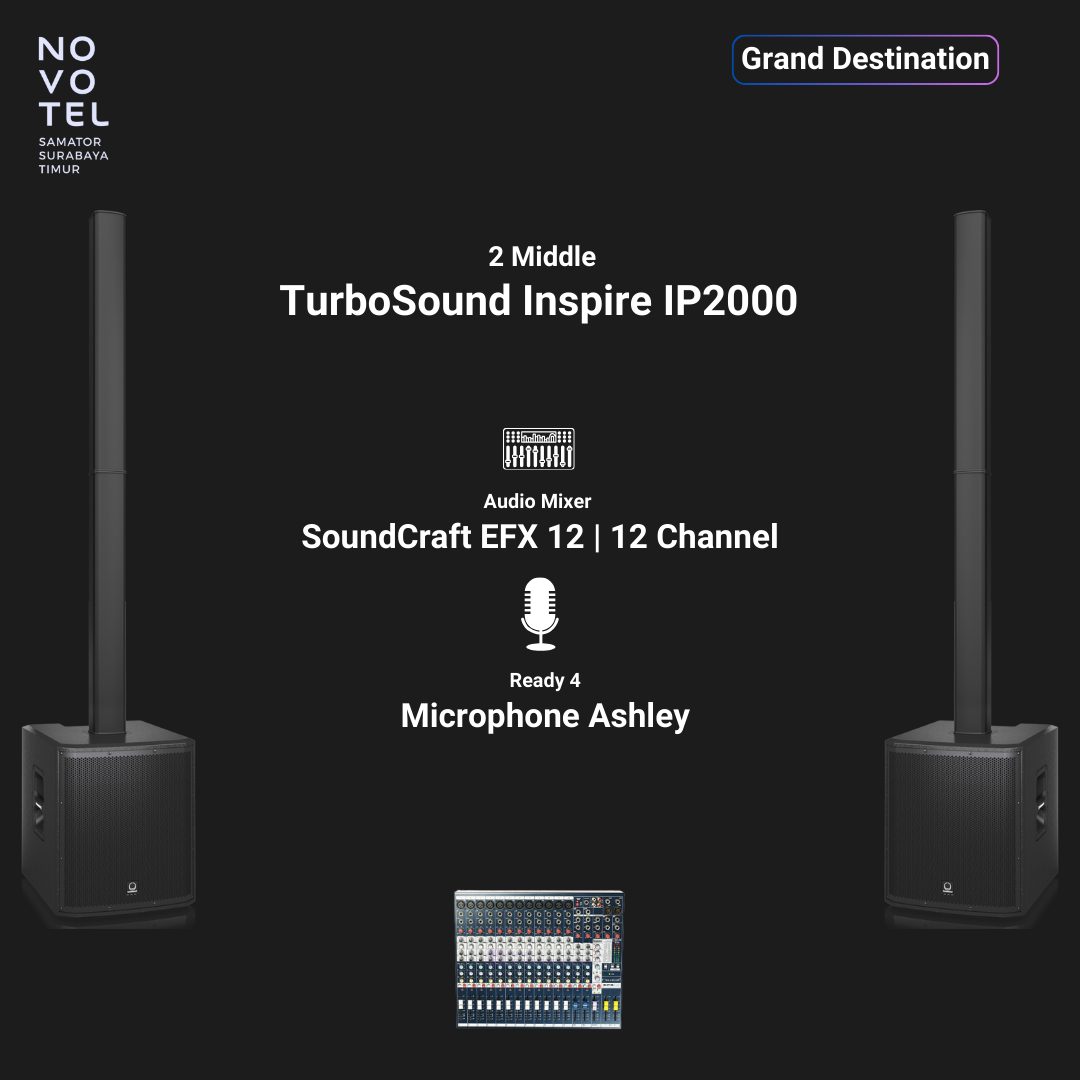 NO
VO
TEL
SAMATOR
SURABAYA
TIMUR
Grand Destination
2 Middle
TurboSound Inspire IP2000
Audio Mixer
SoundCraft EFX 12 | 12 Channel
Ready 4
Microphone Ashley